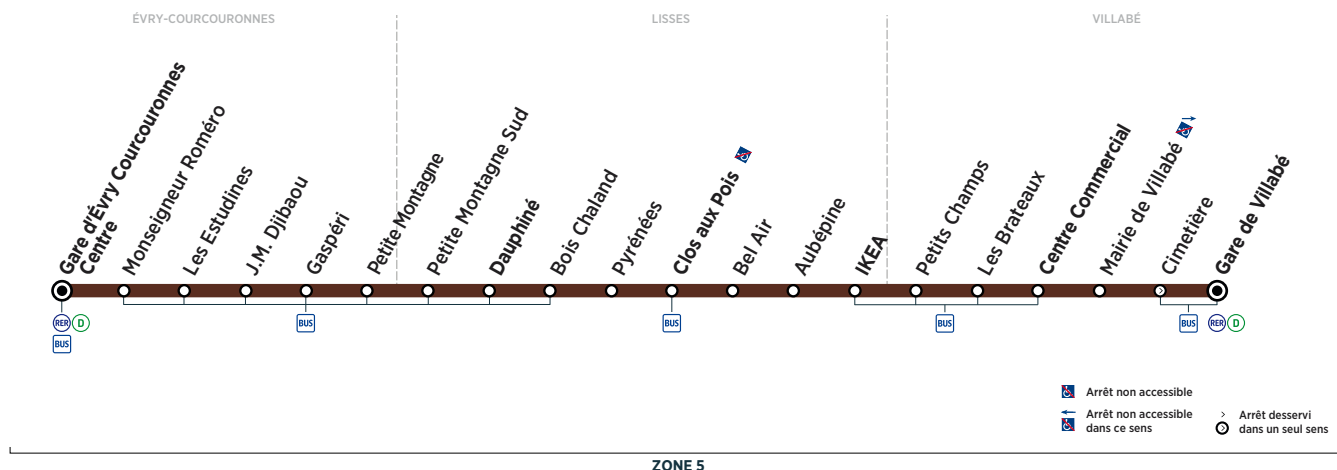 ÉVRY-COURCOURONNES
LISSES
VILLABÉ
Gare d'Évry Courcouronnes
Centre
Monseigneur Roméro
Les Estudines
J.M. Djibaou
Gaspéri
Petite Montagne
Petite Montagne Sud
Dauphiné
Bois Chaland
Pyrénées
Clos aux Pois
Bel Air
Aubépine
IKEA
Petits Champs
Les Brateaux
Centre Commercial
Mairie de Villabé
Cimetière
Gare de Villabé
RER D
BUS
BUS
BUS
BUS
BUS
RER D
Arrêt non accessible
Arrêt non accessible
dans ce sens
Arrêt desservi
dans un seul sens
ZONE 5